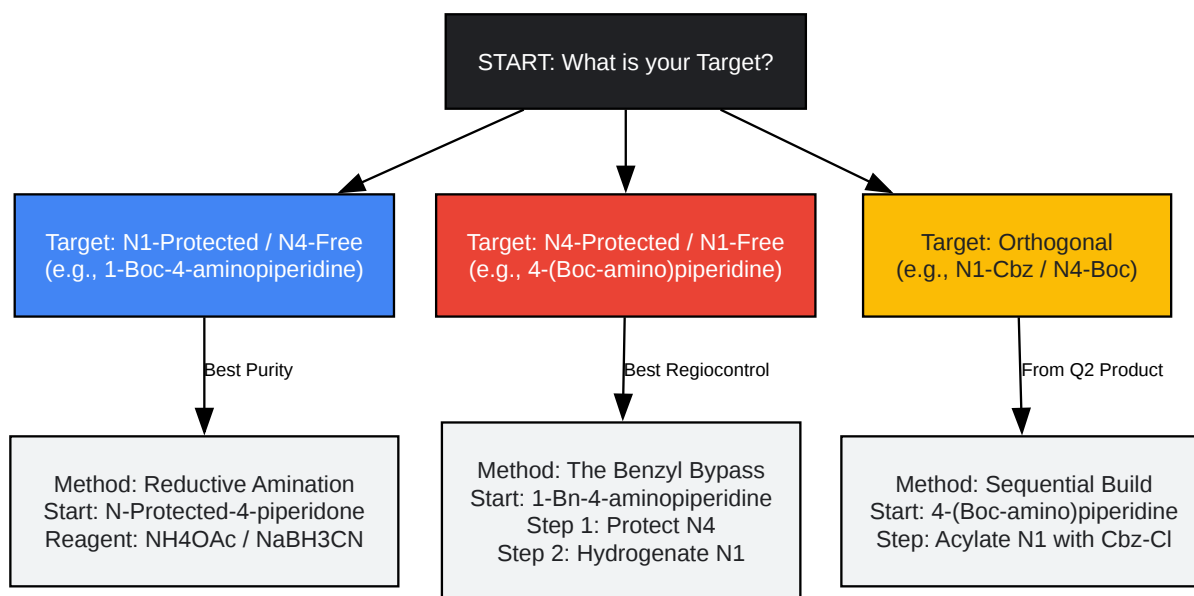 START: What is your Target?
Target: N1-Protected / N4-Free
(e.g., 1-Boc-4-aminopiperidine)
Target: N4-Protected / N1-Free
(e.g., 4-(Boc-amino)piperidine)
Target: Orthogonal
(e.g., N1-Cbz / N4-Boc)
Best Purity
Best Regiocontrol
From Q2 Product
Method: Reductive Amination
Start: N-Protected-4-piperidone
Reagent: NH4OAc / NaBH3CN
Method: The Benzyl Bypass
Start: 1-Bn-4-aminopiperidine
Step 1: Protect N4
Step 2: Hydrogenate N1
Method: Sequential Build
Start: 4-(Boc-amino)piperidine
Step: Acylate N1 with Cbz-Cl